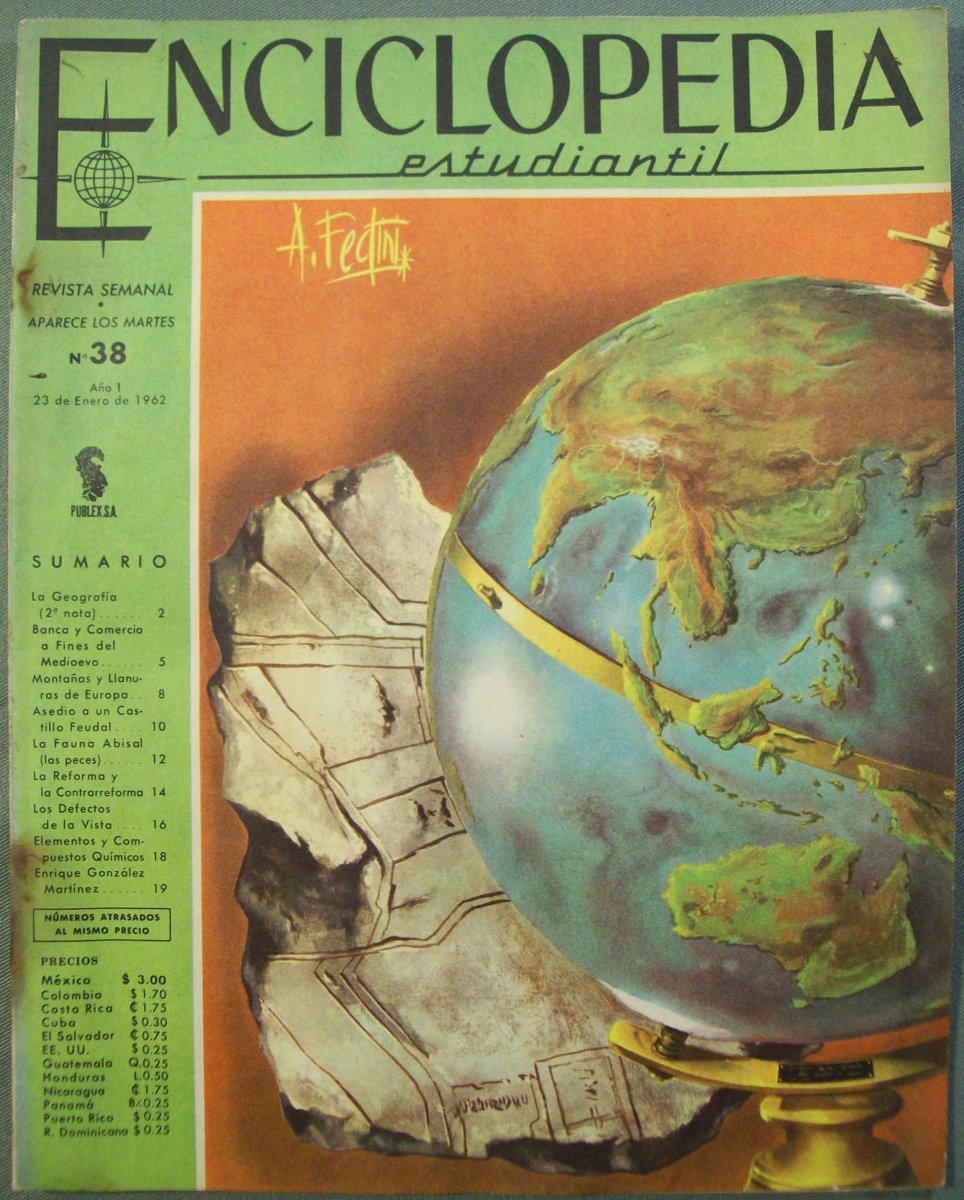 ENCICLOPEDIA
estudiantil
A. Fedini
REVISTA SEMANAL
•
APARECE LOS MARTES
Nº 38
Año 1
23 de Enero de 1962
PUBLEX.S.A.
SUMARIO
La Geografía
(2ª nota) ...... 2
Banca y Comercio
a Fines del
Medioevo ...... 5
Montañas y Llanu-
ras de Europa .. 8
Asedio a un Cas-
tillo Feudal .... 10
La Fauna Abisal
(los peces) ...... 12
La Reforma y
la Contrarreforma 14
Los Defectos
de la Vista .... 16
Elementos y Com-
puestos Químicos 18
Enrique González
Martínez ...... 19
NÚMEROS ATRASADOS
AL MISMO PRECIO
PRECIOS
México $ 3.00
Colombia $ 1.70
Costa Rica ₡ 1.75
Cuba $ 0.30
El Salvador ₡ 0.75
EE. UU. $ 0.25
Guatemala Q.0.25
Honduras L.0.50
Nicaragua ₡ 1.75
Panamá B/.0.25
Puerto Rico $ 0.25
R. Dominicana $ 0.25